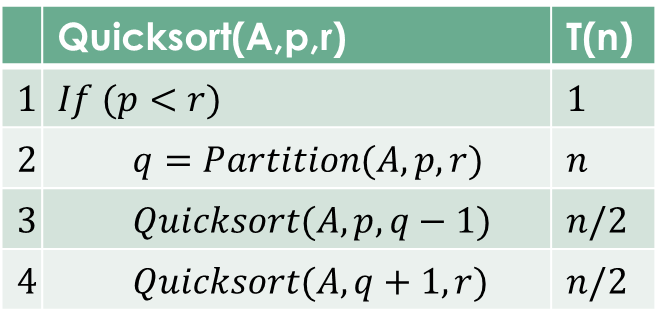 Quicksort(A,p,r) T(n)
1 If (p < r) 1
2 q = Partition(A, p, r) n
3 Quicksort(A, p, q − 1) n/2
4 Quicksort(A, q + 1, r) n/2